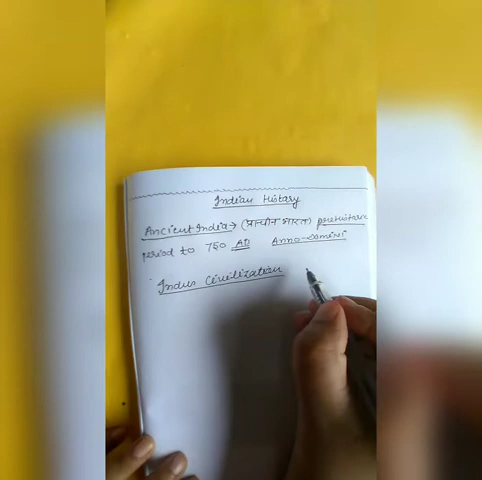 Indian History
Ancient India → (प्राचीन भारत) prehistoric
period to 750 AD Anno-Domini
Indus Civilization